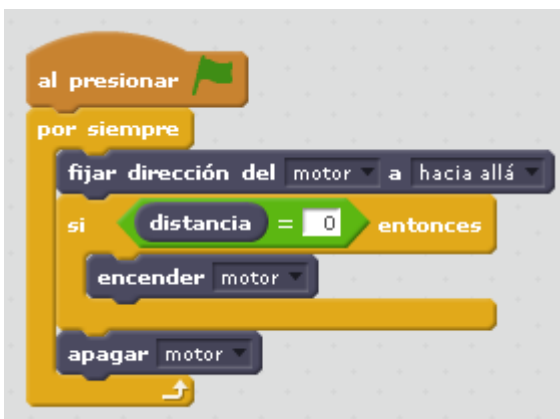 al presionar
por siempre
fijar dirección del motor a hacia allá
si distancia = 0 entonces
encender motor
apagar motor